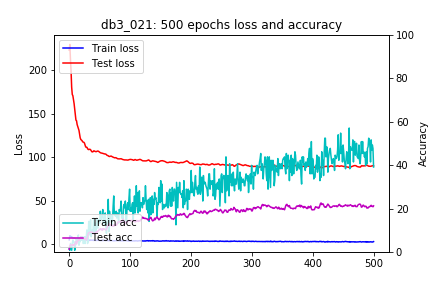 db3_021: 500 epochs loss and accuracy
Train loss
Test loss
Train acc
Test acc
Loss
200
150
100
50
0
Accuracy
100
80
60
40
20
0
0
100
200
300
400
500